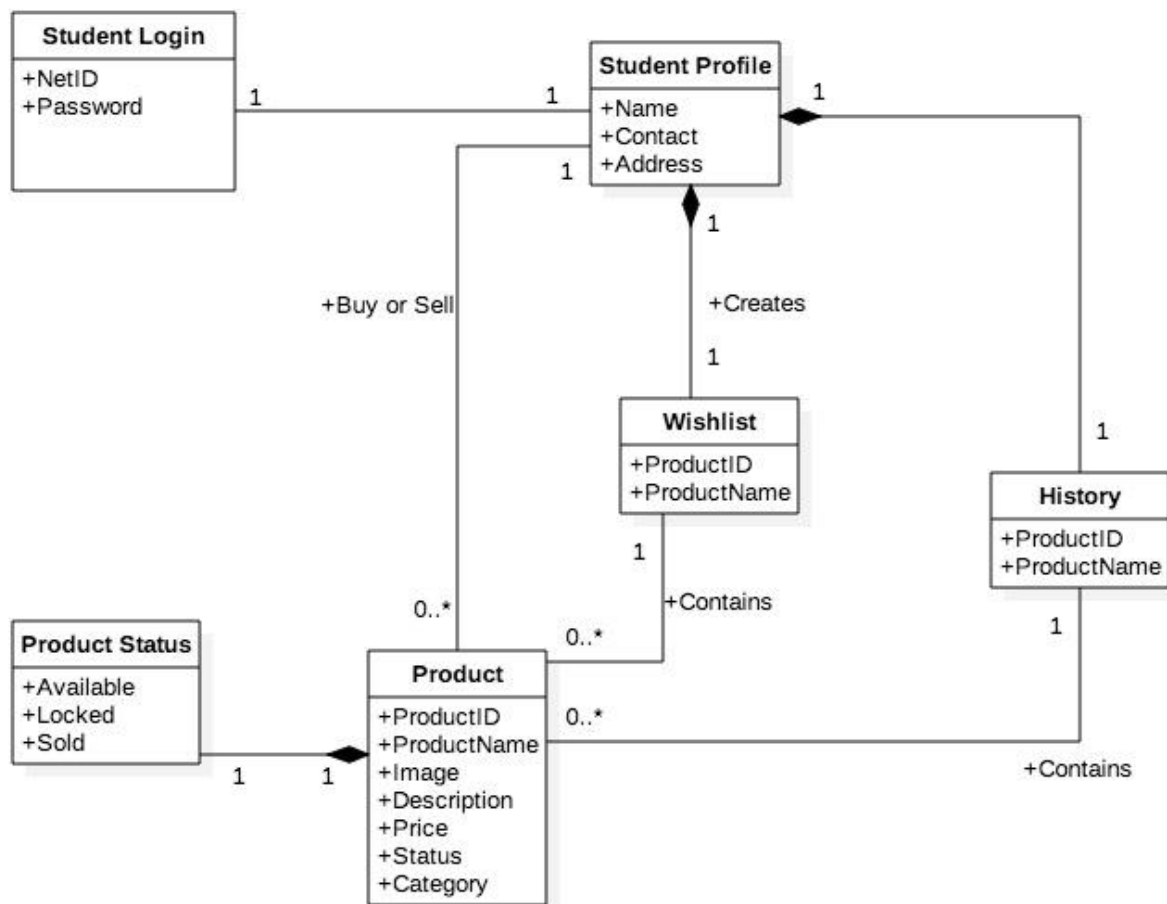 Student Login
+NetID
+Password
1
1
Student Profile
+Name
+Contact
+Address
1
1
1
+Buy or Sell
+Creates
1
Wishlist
+ProductID
+ProductName
1
History
+ProductID
+ProductName
1
+Contains
0..*
0..*
1
Product Status
+Available
+Locked
+Sold
1
1
Product
+ProductID
+ProductName
+Image
+Description
+Price
+Status
+Category
0..*
+Contains